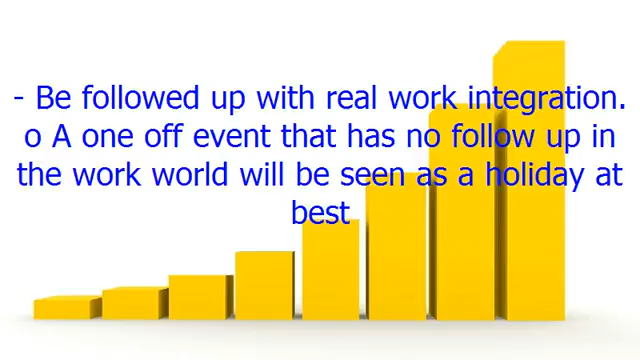 - Be followed up with real work integration.
o A one off event that has no follow up in
the work world will be seen as a holiday at
best